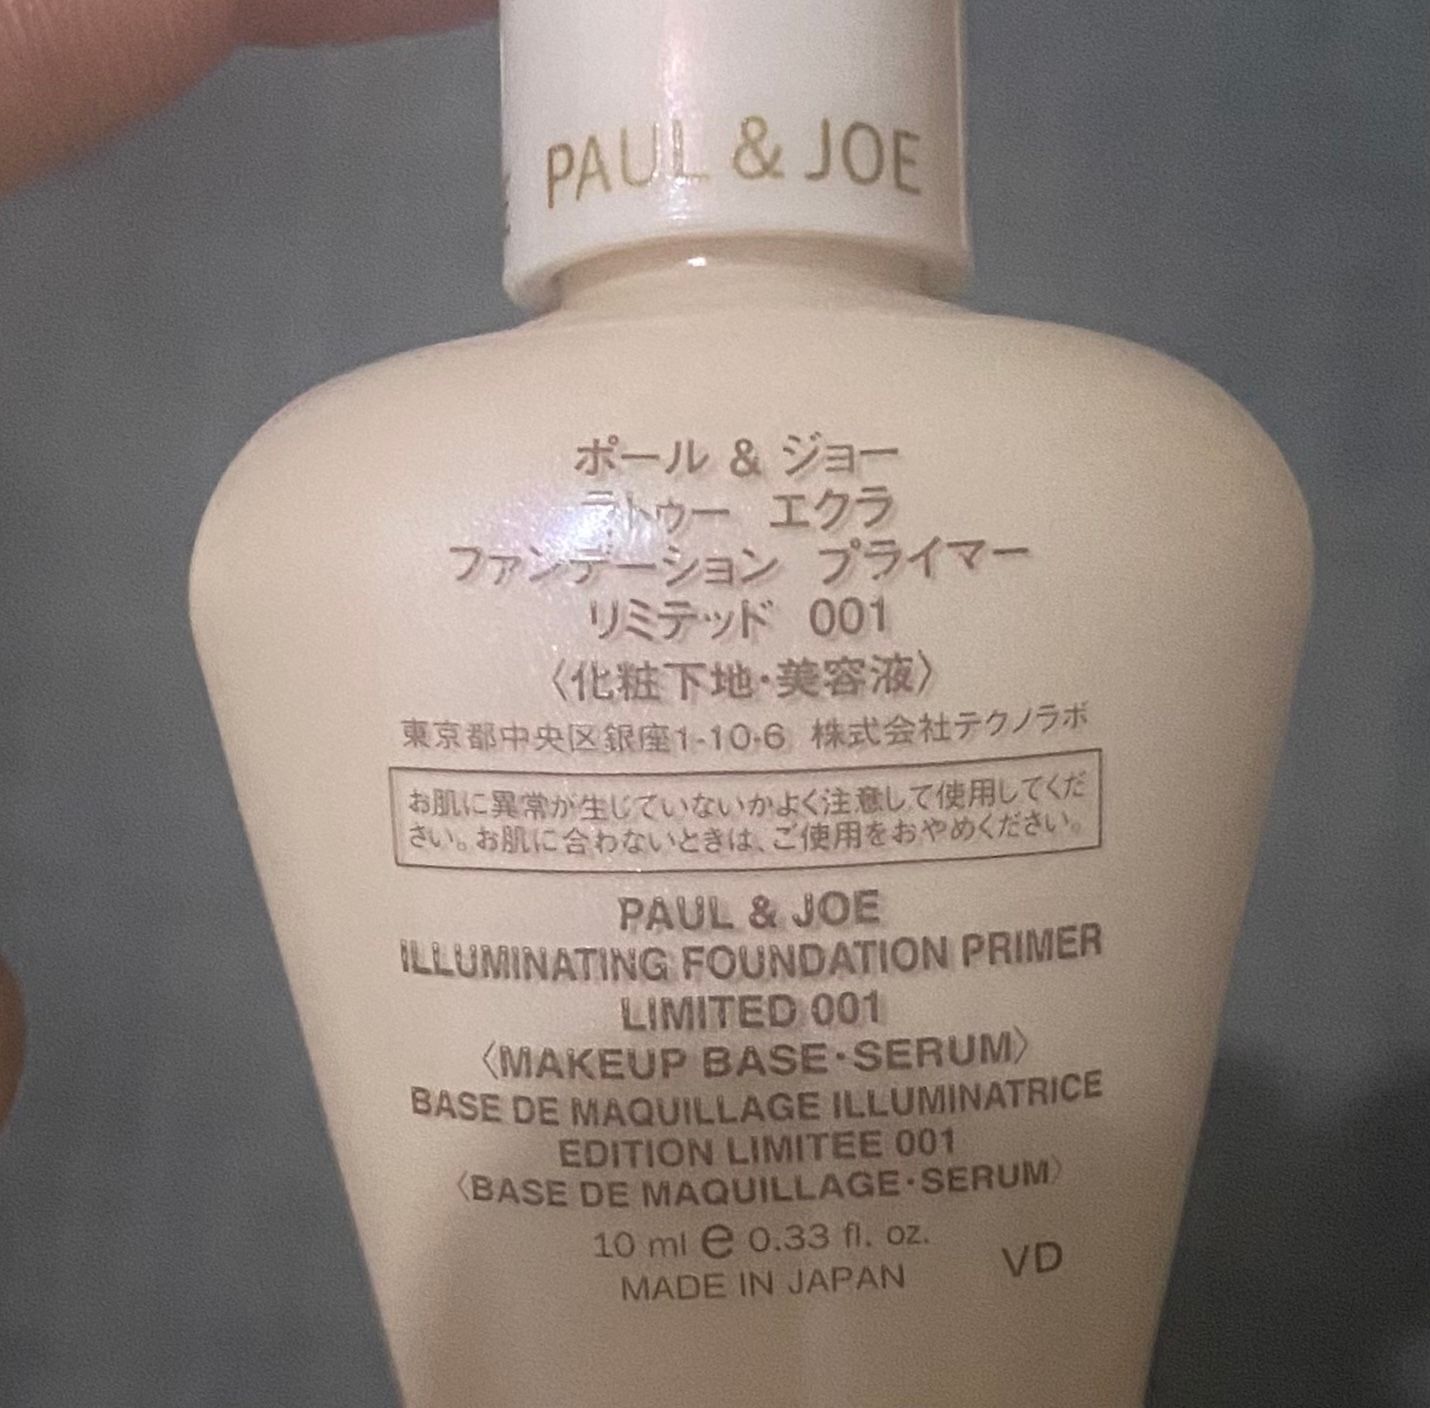 PAUL & JOE
ポール & ジョー
ラトゥー エクラ
ファンデーション プライマー
リミテッド 001
〈化粧下地・美容液〉
東京都中央区銀座1-10-6 株式会社テクノラボ
お肌に異常が生じていないかよく注意して使用してくだ
さい。お肌に合わないときは、ご使用をおやめください。
PAUL & JOE
ILLUMINATING FOUNDATION PRIMER
LIMITED 001
〈MAKEUP BASE・SERUM〉
BASE DE MAQUILLAGE ILLUMINATRICE
EDITION LIMITEE 001
〈BASE DE MAQUILLAGE・SERUM〉
10 ml e 0.33 fl. oz.
MADE IN JAPAN VD